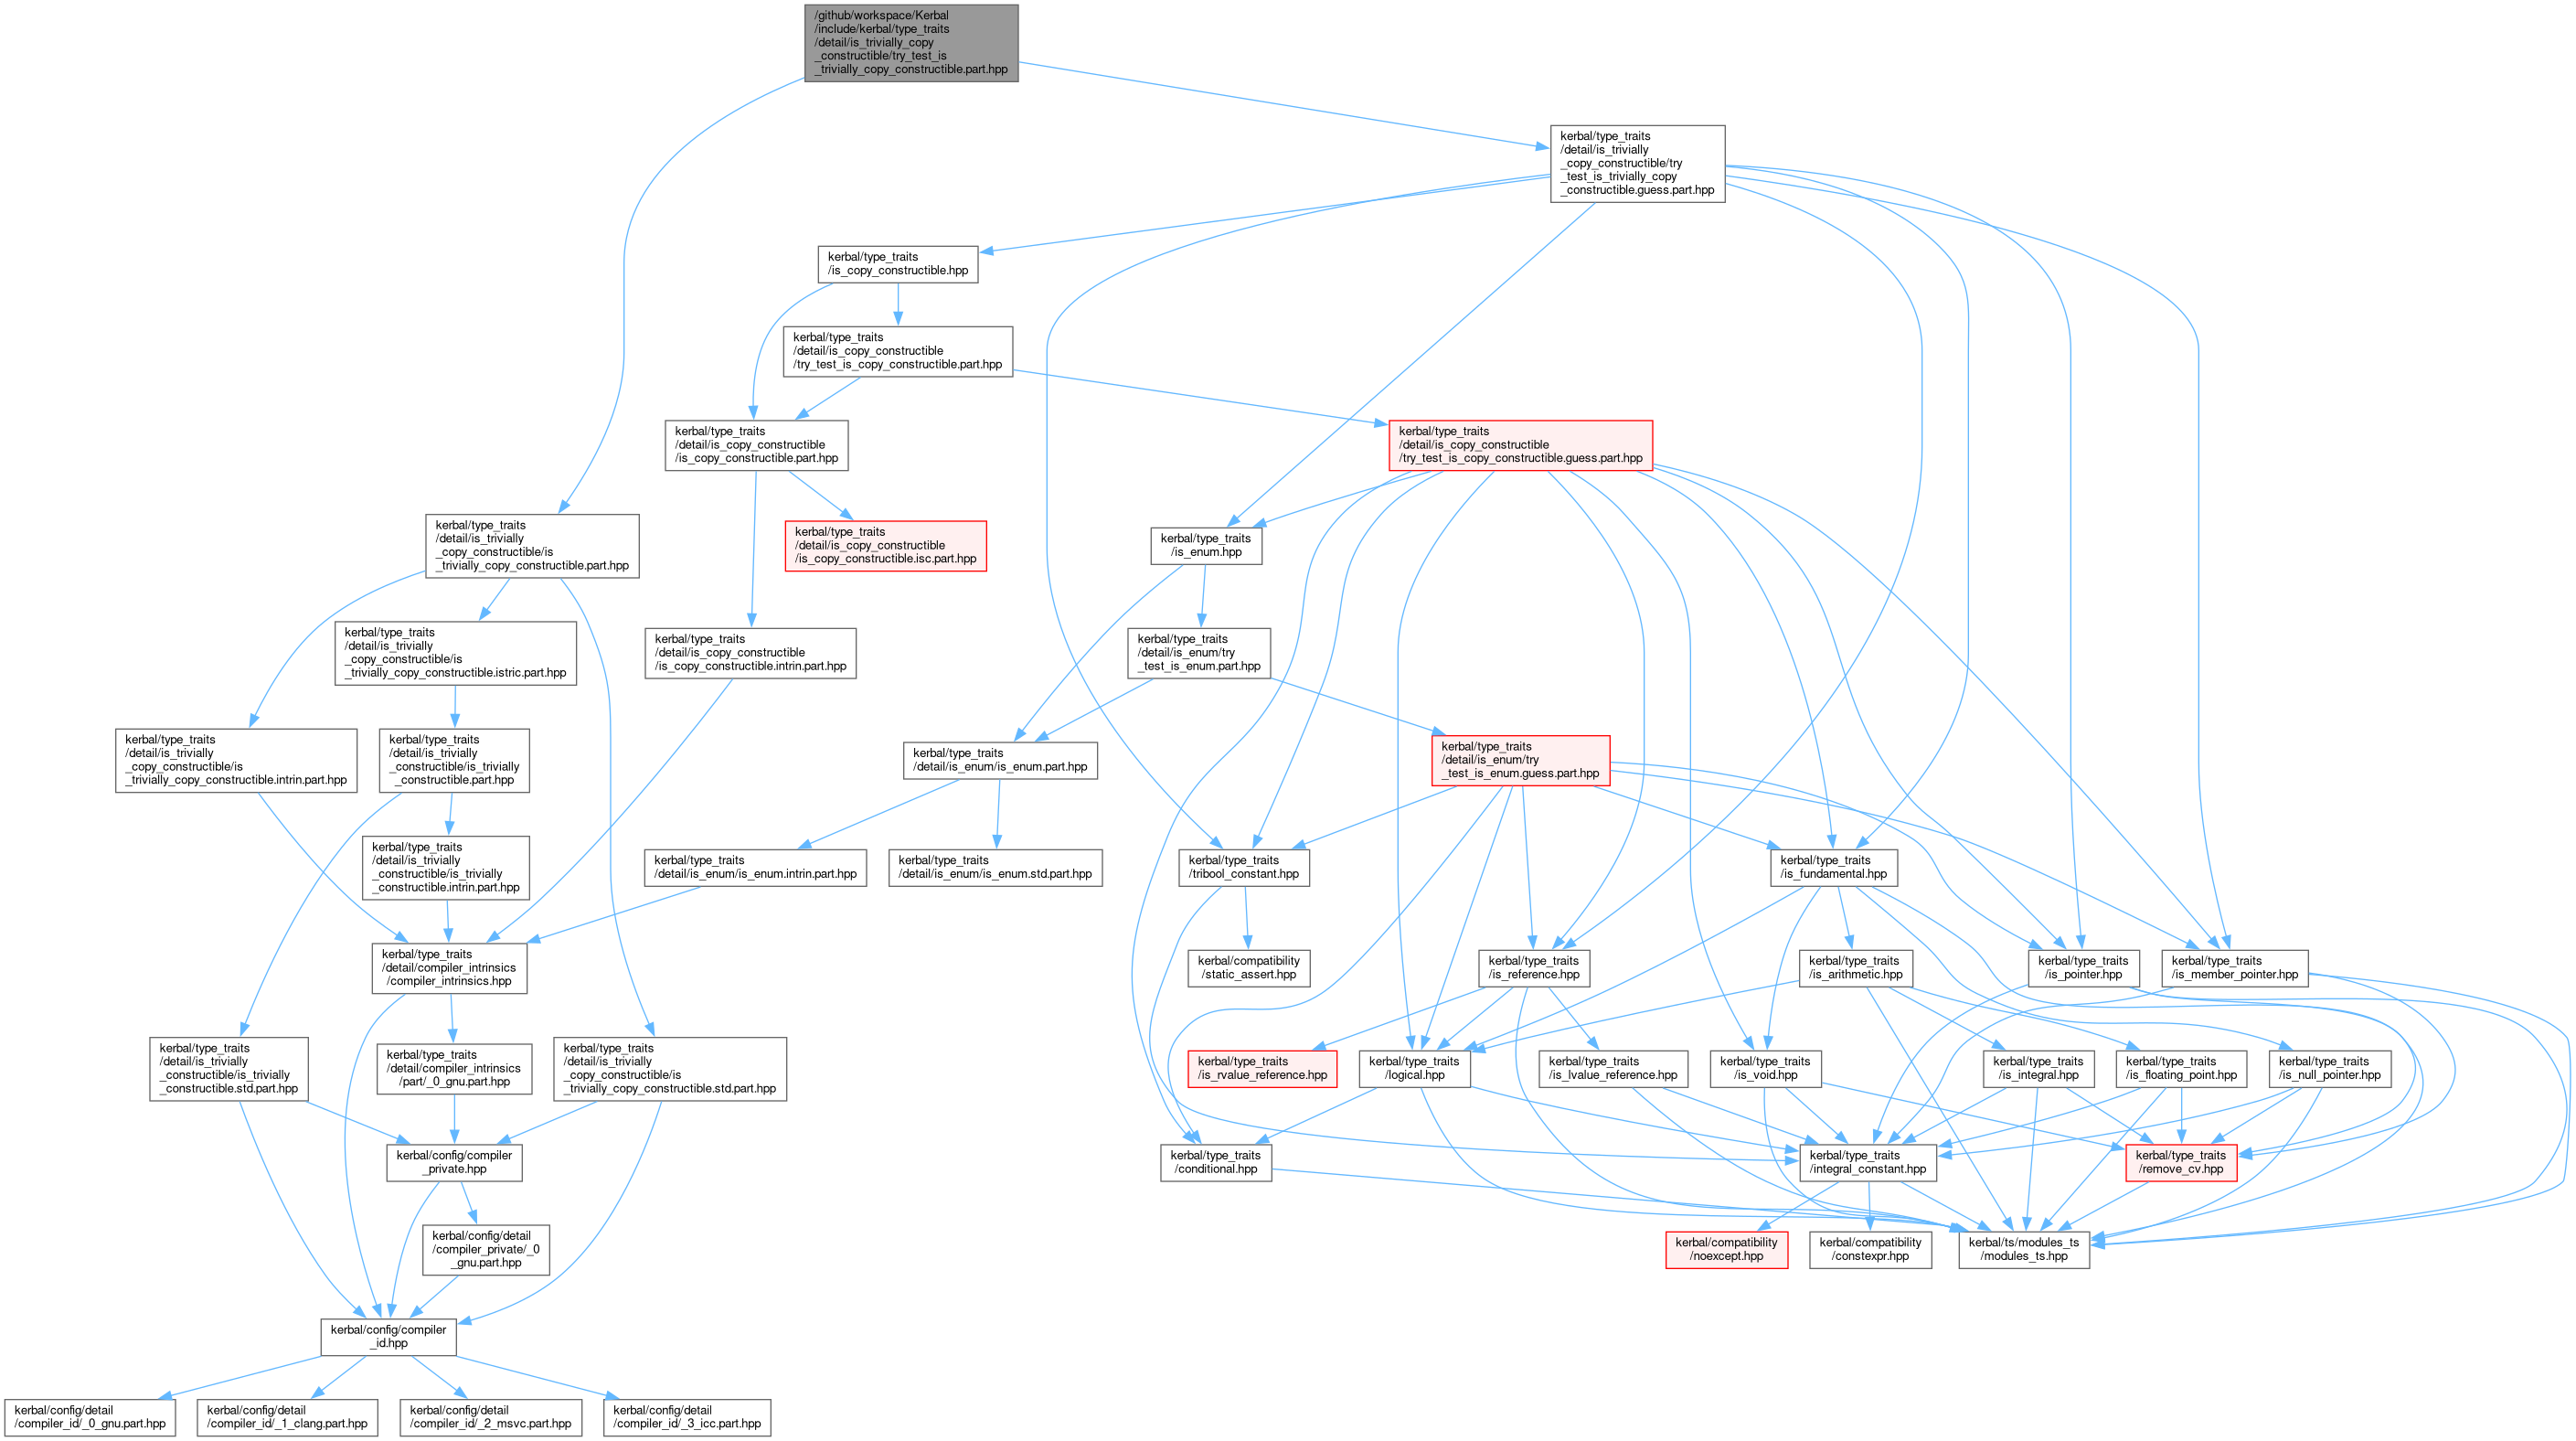 /github/workspace/Kerbal
/include/kerbal/type_traits
/detail/is_trivially_copy
_constructible/try_test_is
_trivially_copy_constructible.part.hpp
kerbal/type_traits
/detail/is_trivially
_copy_constructible/try
_test_is_trivially_copy
_constructible.guess.part.hpp
kerbal/type_traits
/is_copy_constructible.hpp
kerbal/type_traits
/detail/is_copy_constructible
/try_test_is_copy_constructible.part.hpp
kerbal/type_traits
/detail/is_copy_constructible
/is_copy_constructible.part.hpp
kerbal/type_traits
/detail/is_copy_constructible
/try_test_is_copy_constructible.guess.part.hpp
kerbal/type_traits
/detail/is_trivially
_copy_constructible/is
_trivially_copy_constructible.part.hpp
kerbal/type_traits
/detail/is_copy_constructible
/is_copy_constructible.isc.part.hpp
kerbal/type_traits
/is_enum.hpp
kerbal/type_traits
/detail/is_trivially
_copy_constructible/is
_trivially_copy_constructible.istric.part.hpp
kerbal/type_traits
/detail/is_copy_constructible
/is_copy_constructible.intrin.part.hpp
kerbal/type_traits
/detail/is_enum/try
_test_is_enum.part.hpp
kerbal/type_traits
/detail/is_trivially
_copy_constructible/is
_trivially_copy_constructible.intrin.part.hpp
kerbal/type_traits
/detail/is_trivially
_constructible/is_trivially
_constructible.part.hpp
kerbal/type_traits
/detail/is_enum/is_enum.part.hpp
kerbal/type_traits
/detail/is_enum/try
_test_is_enum.guess.part.hpp
kerbal/type_traits
/detail/is_trivially
_constructible/is_trivially
_constructible.intrin.part.hpp
kerbal/type_traits
/detail/is_enum/is_enum.intrin.part.hpp
kerbal/type_traits
/detail/is_enum/is_enum.std.part.hpp
kerbal/type_traits
/tribool_constant.hpp
kerbal/type_traits
/is_fundamental.hpp
kerbal/type_traits
/detail/compiler_intrinsics
/compiler_intrinsics.hpp
kerbal/compatibility
/static_assert.hpp
kerbal/type_traits
/is_reference.hpp
kerbal/type_traits
/is_arithmetic.hpp
kerbal/type_traits
/is_pointer.hpp
kerbal/type_traits
/is_member_pointer.hpp
kerbal/type_traits
/detail/is_trivially
_constructible/is_trivially
_constructible.std.part.hpp
kerbal/type_traits
/detail/compiler_intrinsics
/part/_0_gnu.part.hpp
kerbal/type_traits
/detail/is_trivially
_copy_constructible/is
_trivially_copy_constructible.std.part.hpp
kerbal/type_traits
/is_rvalue_reference.hpp
kerbal/type_traits
/logical.hpp
kerbal/type_traits
/is_lvalue_reference.hpp
kerbal/type_traits
/is_void.hpp
kerbal/type_traits
/is_integral.hpp
kerbal/type_traits
/is_floating_point.hpp
kerbal/type_traits
/is_null_pointer.hpp
kerbal/config/compiler
_private.hpp
kerbal/type_traits
/conditional.hpp
kerbal/type_traits
/integral_constant.hpp
kerbal/type_traits
/remove_cv.hpp
kerbal/config/detail
/compiler_private/_0
_gnu.part.hpp
kerbal/compatibility
/noexcept.hpp
kerbal/compatibility
/constexpr.hpp
kerbal/ts/modules_ts
/modules_ts.hpp
kerbal/config/compiler
_id.hpp
kerbal/config/detail
/compiler_id/_0_gnu.part.hpp
kerbal/config/detail
/compiler_id/_1_clang.part.hpp
kerbal/config/detail
/compiler_id/_2_msvc.part.hpp
kerbal/config/detail
/compiler_id/_3_icc.part.hpp